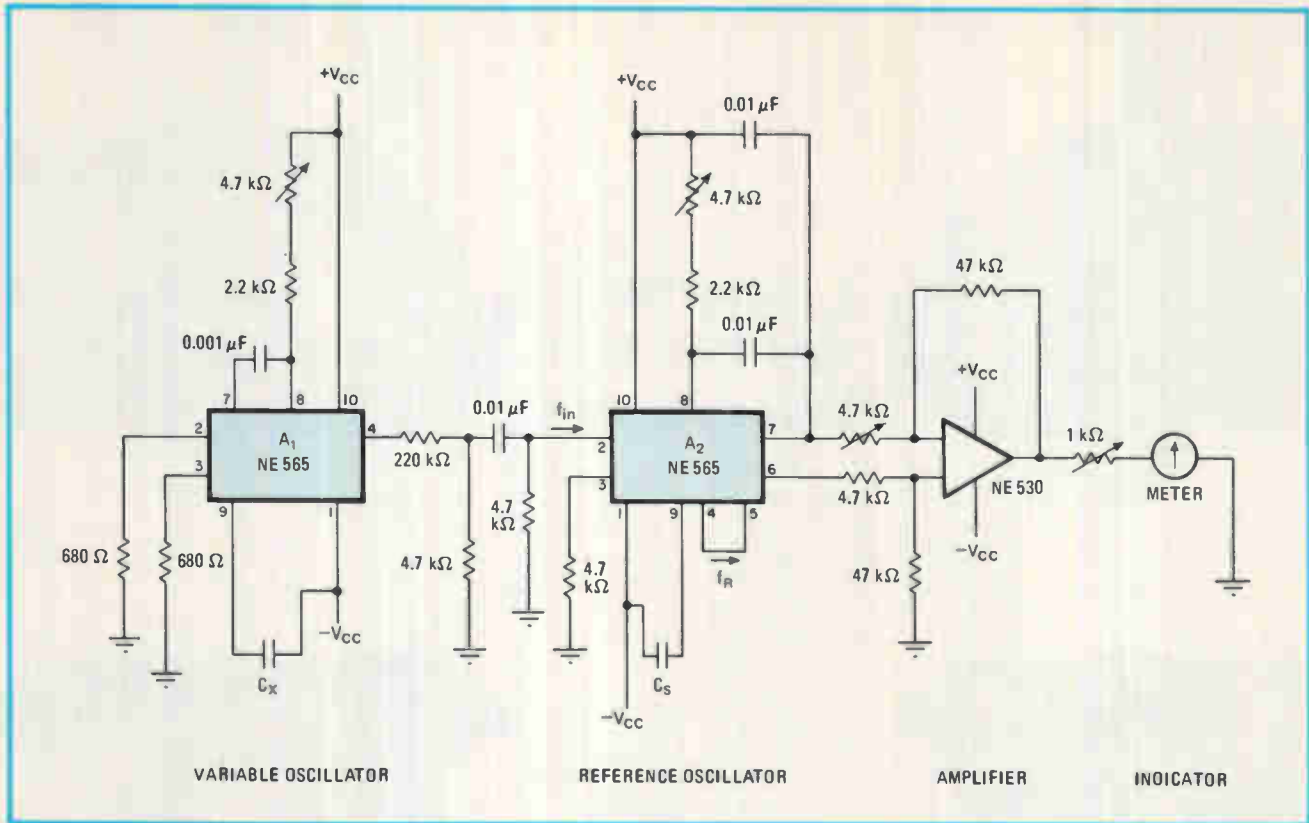 +VCC
4.7 kΩ
2.2 kΩ
0.001 μF
7
8
10
2
3
4
A1
NE 565
9
1
680 Ω
680 Ω
−VCC
CX
220 kΩ
0.01 μF
4.7 kΩ
4.7
kΩ
fin
+VCC
0.01 μF
4.7 kΩ
2.2 kΩ
0.01 μF
10
8
2
3
7
6
A2
NE 565
1
9
4
5
fR
4.7
kΩ
CS
−VCC
4.7 kΩ
4.7 kΩ
47 kΩ
47 kΩ
+VCC
NE 530
−VCC
1 kΩ
METER
VARIABLE OSCILLATOR
REFERENCE OSCILLATOR
AMPLIFIER
INDICATOR